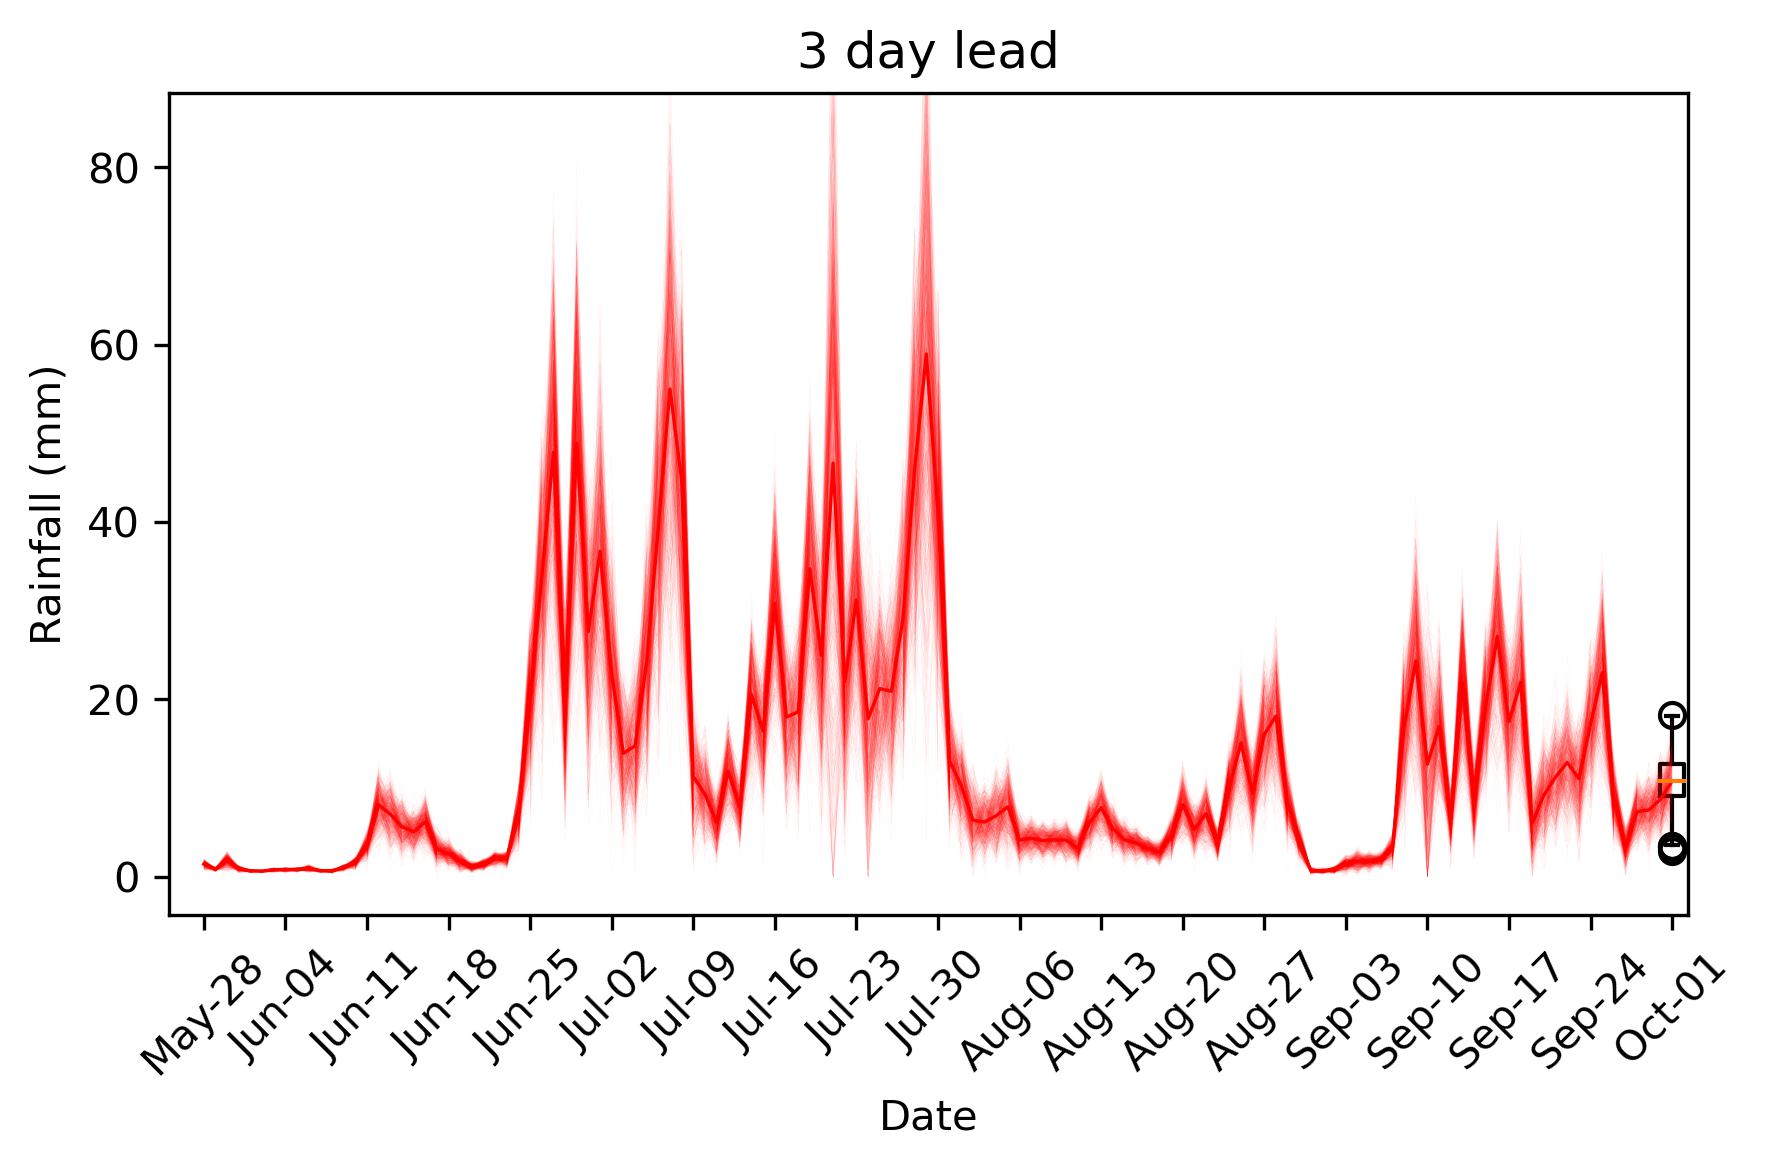 3 day lead
Rainfall (mm)
80
60
40
20
0
May-28
Jun-04
Jun-11
Jun-18
Jun-25
Jul-02
Jul-09
Jul-16
Jul-23
Jul-30
Aug-06
Aug-13
Aug-20
Aug-27
Sep-03
Sep-10
Sep-17
Sep-24
Oct-01
Date